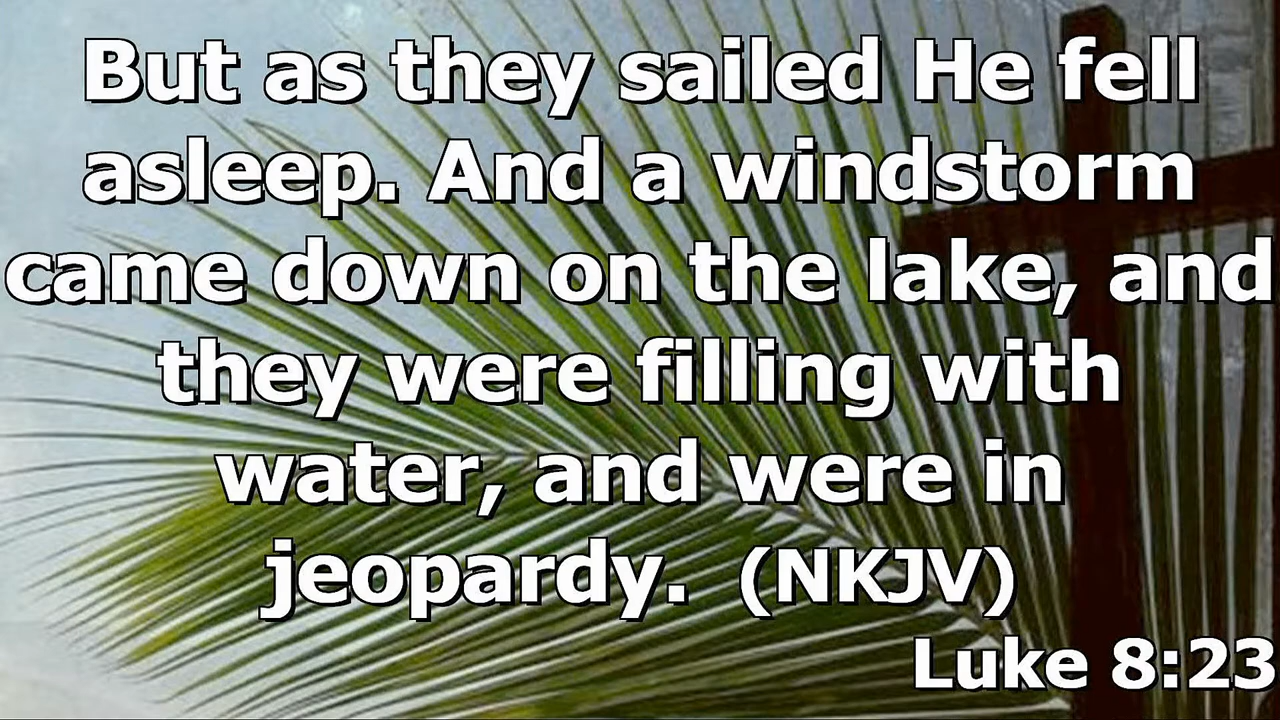 But as they sailed He fell
asleep. And a windstorm
came down on the lake, and
they were filling with
water, and were in
jeopardy. (NKJV)
Luke 8:23